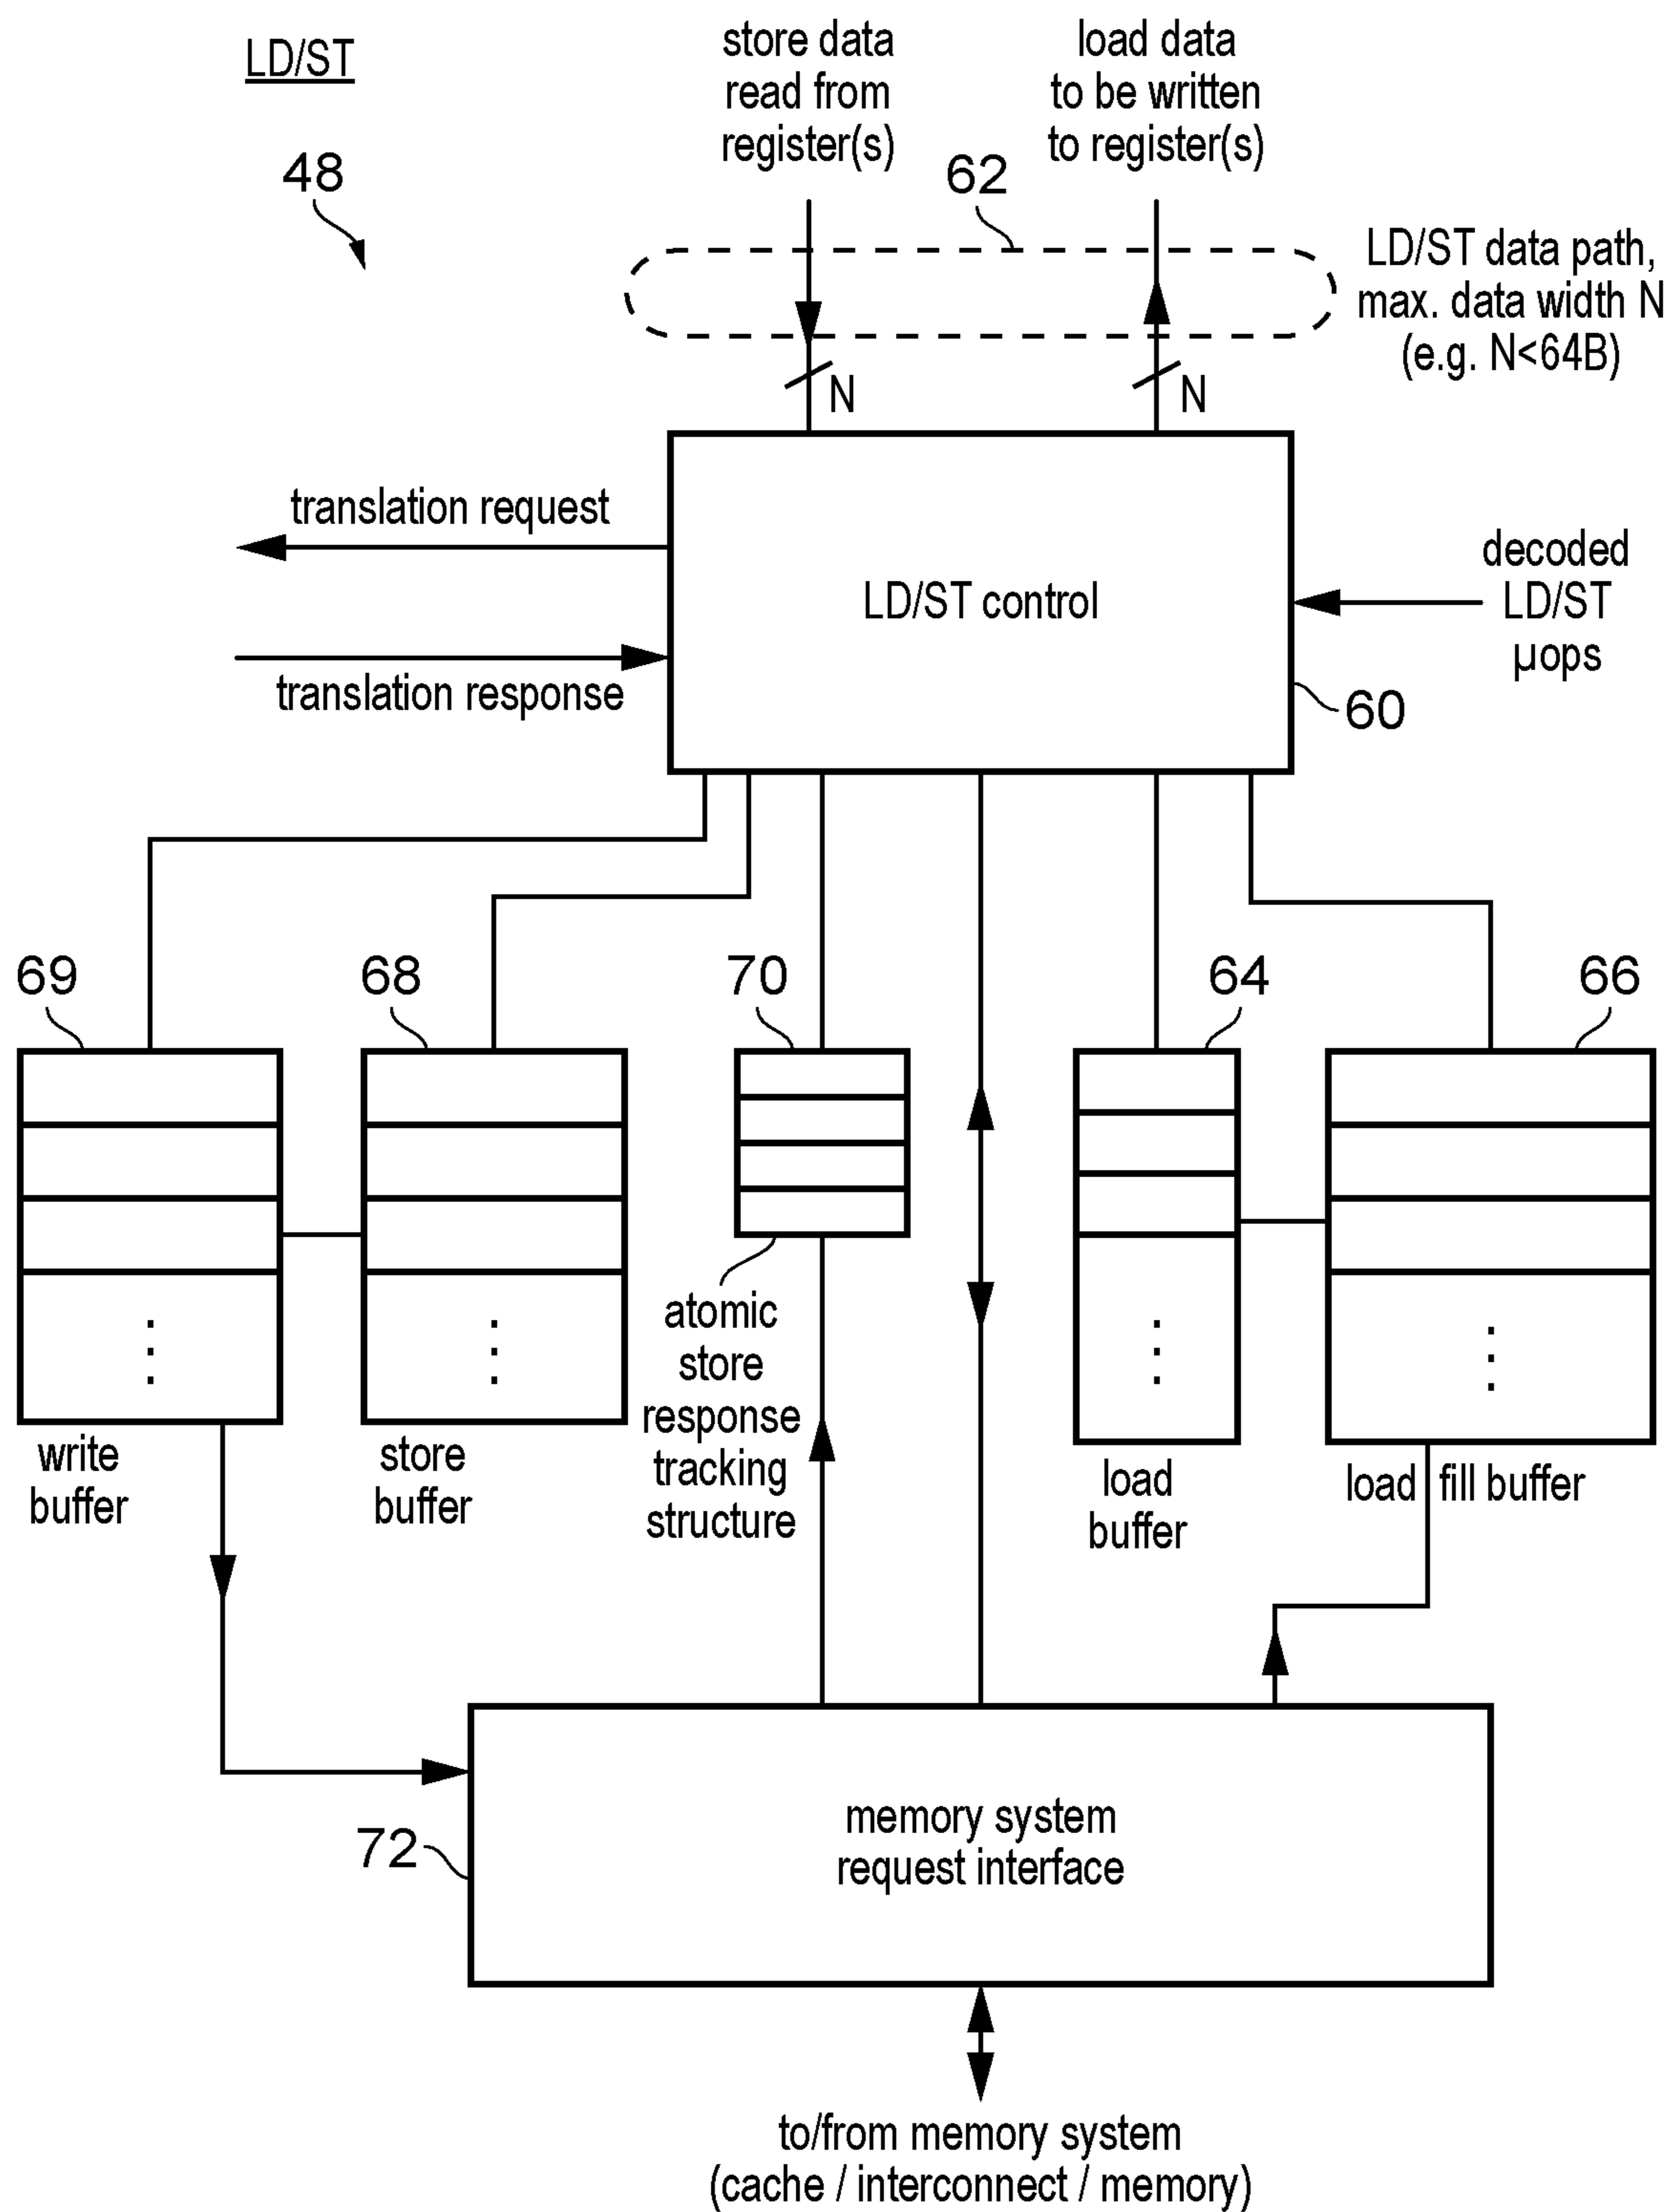 LD/ST
48
store data
read from
register(s)
load data
to be written
to register(s)
62
LD/ST data path,
max. data width N
(e.g. N<64B)
N
N
translation request
translation response
LD/ST control
decoded
LD/ST
µops
60
69
68
70
64
66
write
buffer
store
buffer
atomic
store
response
tracking
structure
load
buffer
load fill buffer
72
memory system
request interface
to/from memory system
(cache / interconnect / memory)